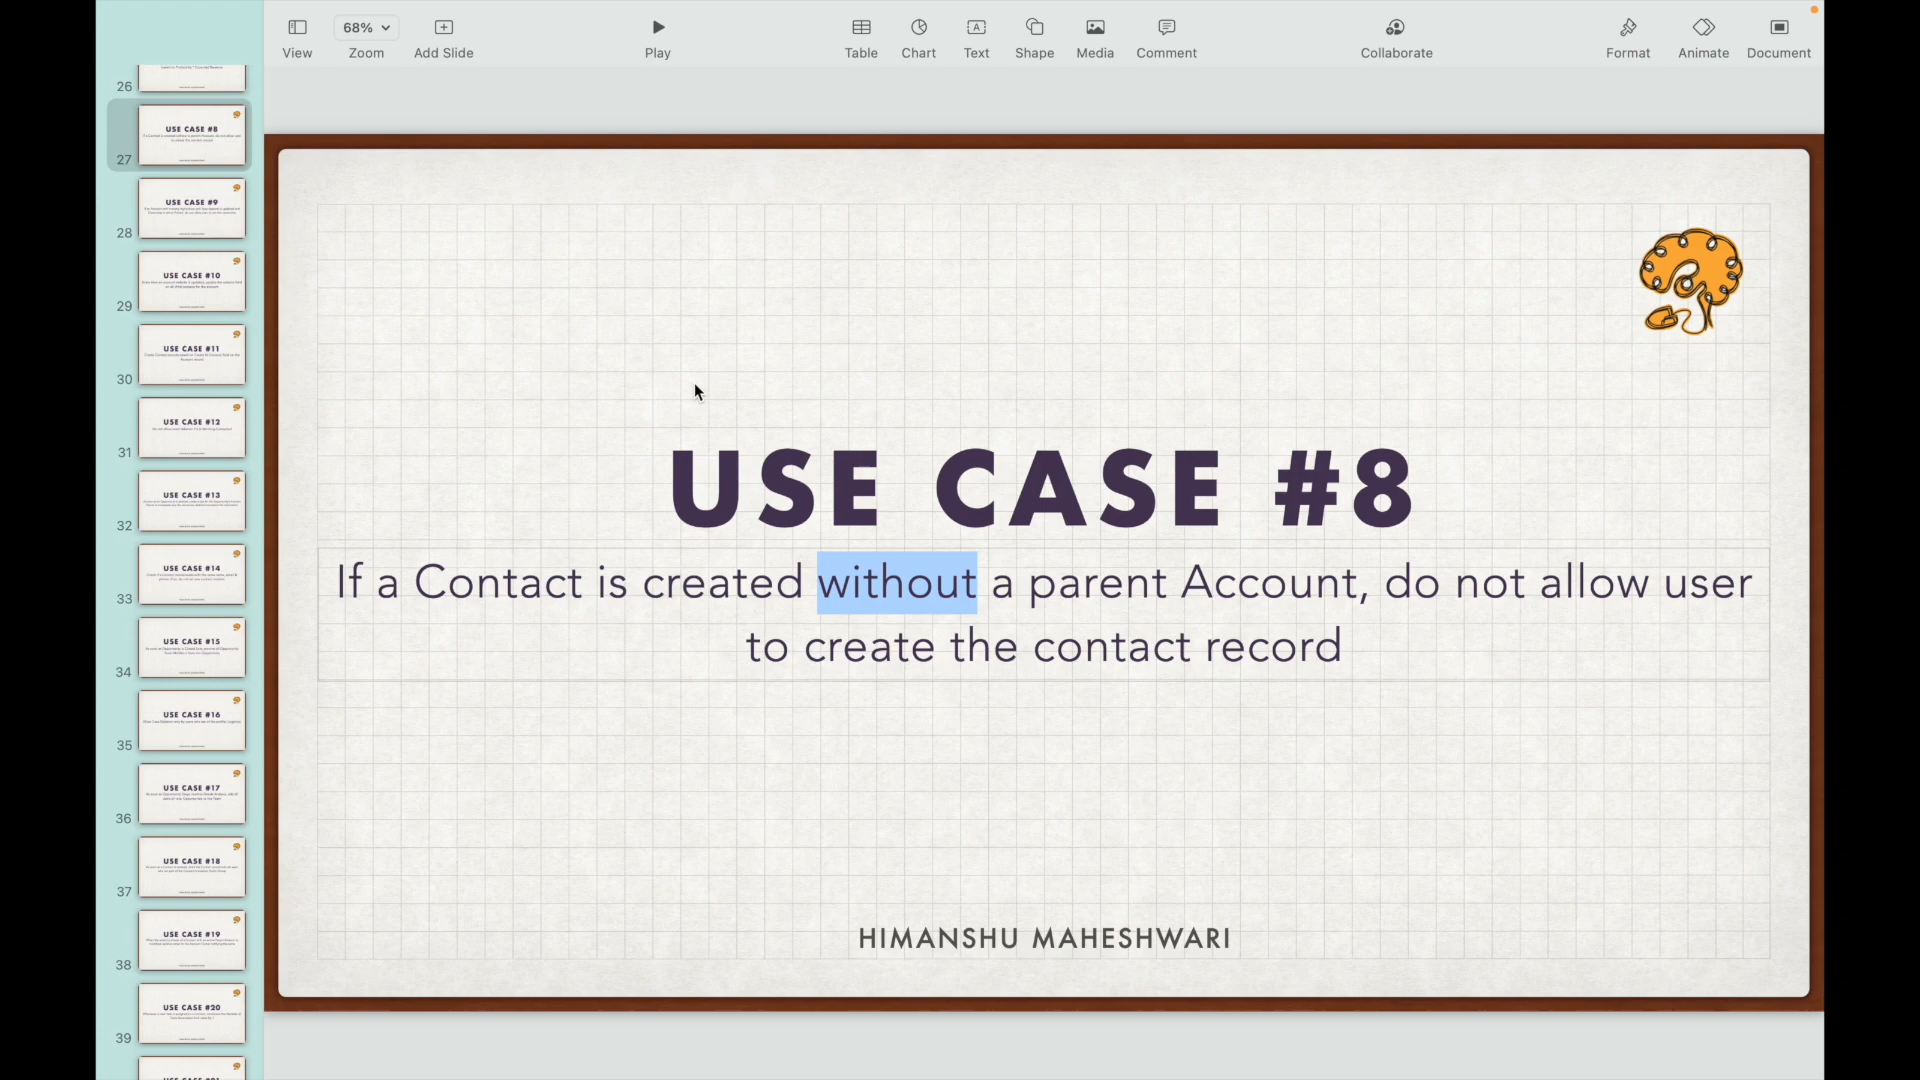 68%
View
Zoom
Add Slide
Play
Table
Chart
Text
Shape
Media
Comment
Collaborate
Format
Animate
Document
26
USE CASE #8
27
USE CASE #9
28
USE CASE #10
29
USE CASE #11
30
USE CASE #12
31
USE CASE #13
32
USE CASE #14
33
USE CASE #15
34
USE CASE #16
35
USE CASE #17
36
USE CASE #18
37
USE CASE #19
38
USE CASE #20
39
USE CASE #8
If a Contact is created without a parent Account, do not allow user
to create the contact record
HIMANSHU MAHESHWARI